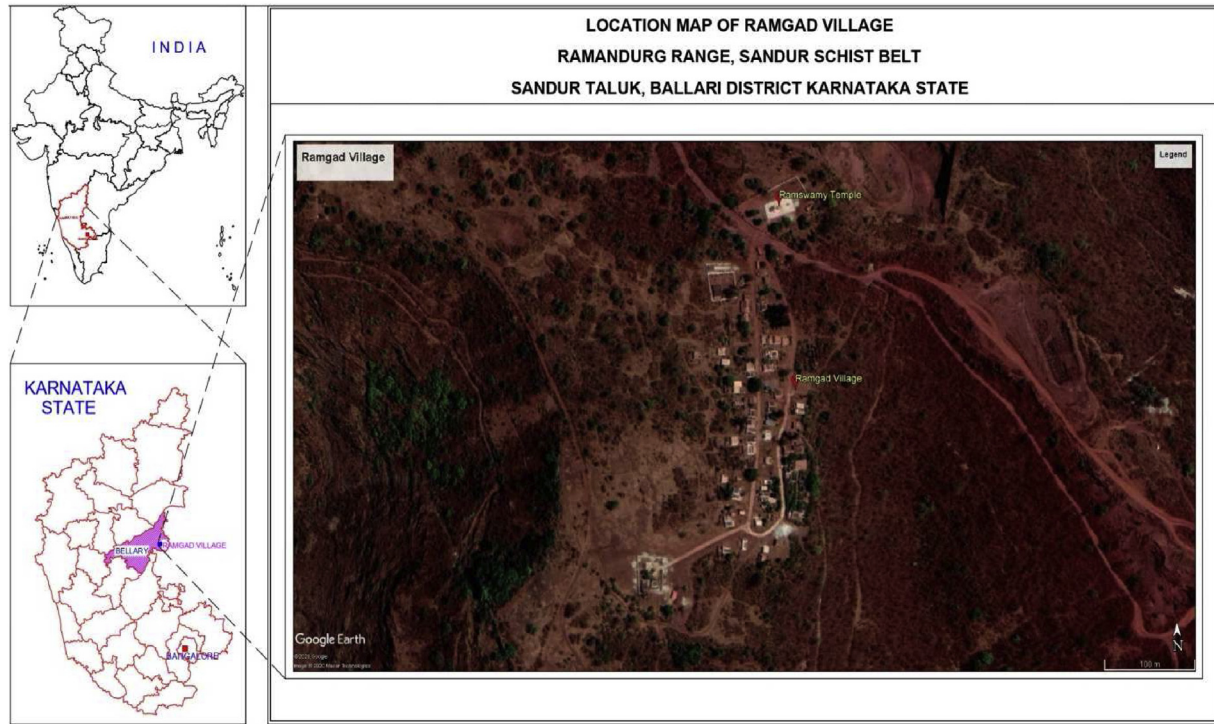 LOCATION MAP OF RAMGAD VILLAGE
RAMANDURG RANGE, SANDUR SCHIST BELT
SANDUR TALUK, BALLARI DISTRICT KARNATAKA STATE
INDIA
KARNATAKA
STATE
BELLARY
RAMGAD VILLAGE
BANGALORE
Ramgad Village
Legend
Ramswamy Temple
Ramgad Village
Google Earth
N
100 m